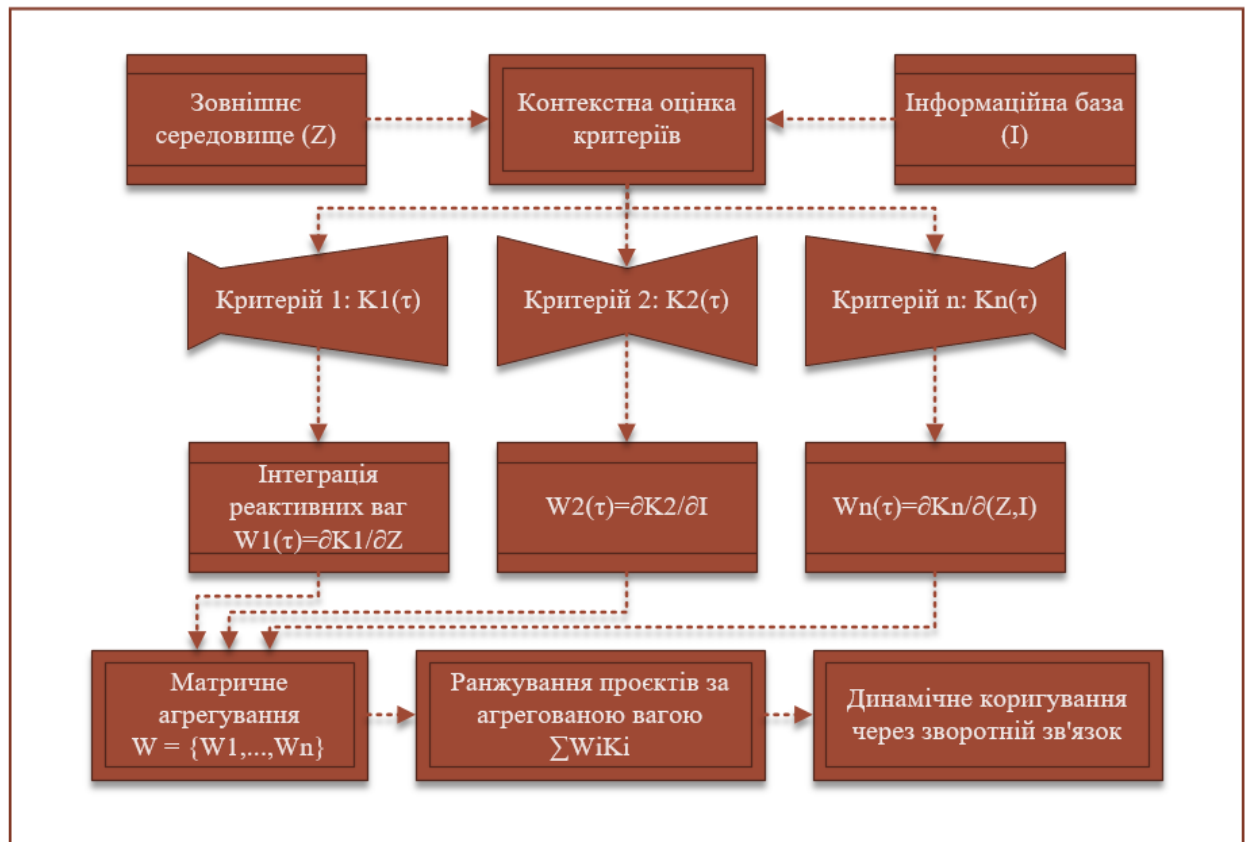 Зовнішнє
середовище (Z)
Контекстна оцінка
критеріїв
Інформаційна база
(I)
Критерій 1: K1(τ)
Критерій 2: K2(τ)
Критерій n: Kn(τ)
Інтеграція
реактивних ваг
W1(τ)=∂K1/∂Z
W2(τ)=∂K2/∂I
Wn(τ)=∂Kn/∂(Z,I)
Матричне
агрегування
W = {W1,...,Wn}
Ранжування проєктів за
агрегованою вагою
∑WiKi
Динамічне коригування
через зворотній зв'язок